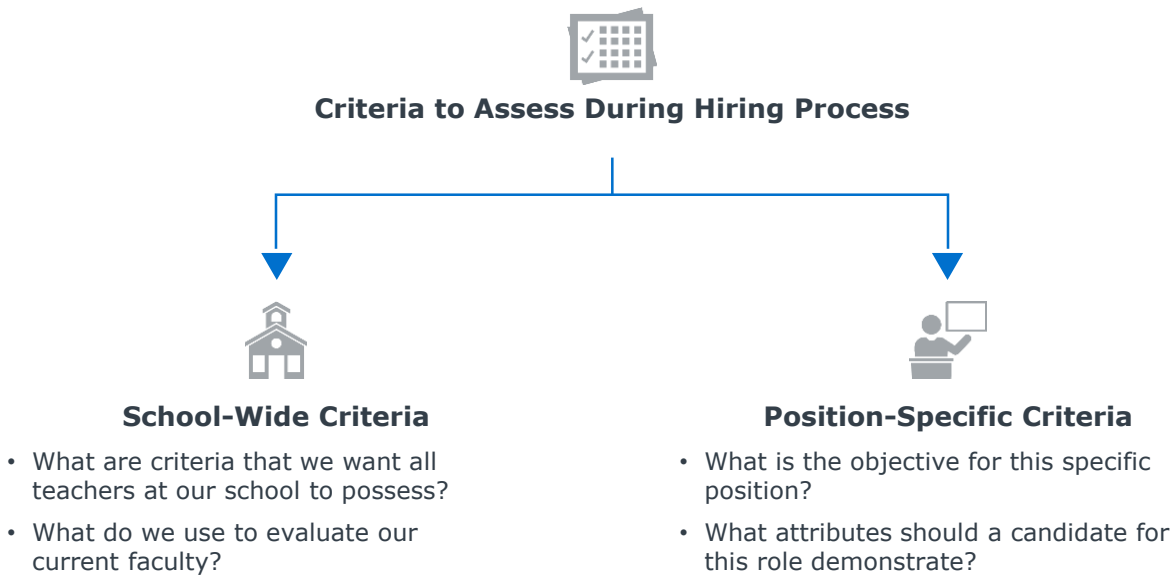 Criteria to Assess During Hiring Process
School-Wide Criteria
• What are criteria that we want all
teachers at our school to possess?
• What do we use to evaluate our
current faculty?
Position-Specific Criteria
• What is the objective for this specific
position?
• What attributes should a candidate for
this role demonstrate?